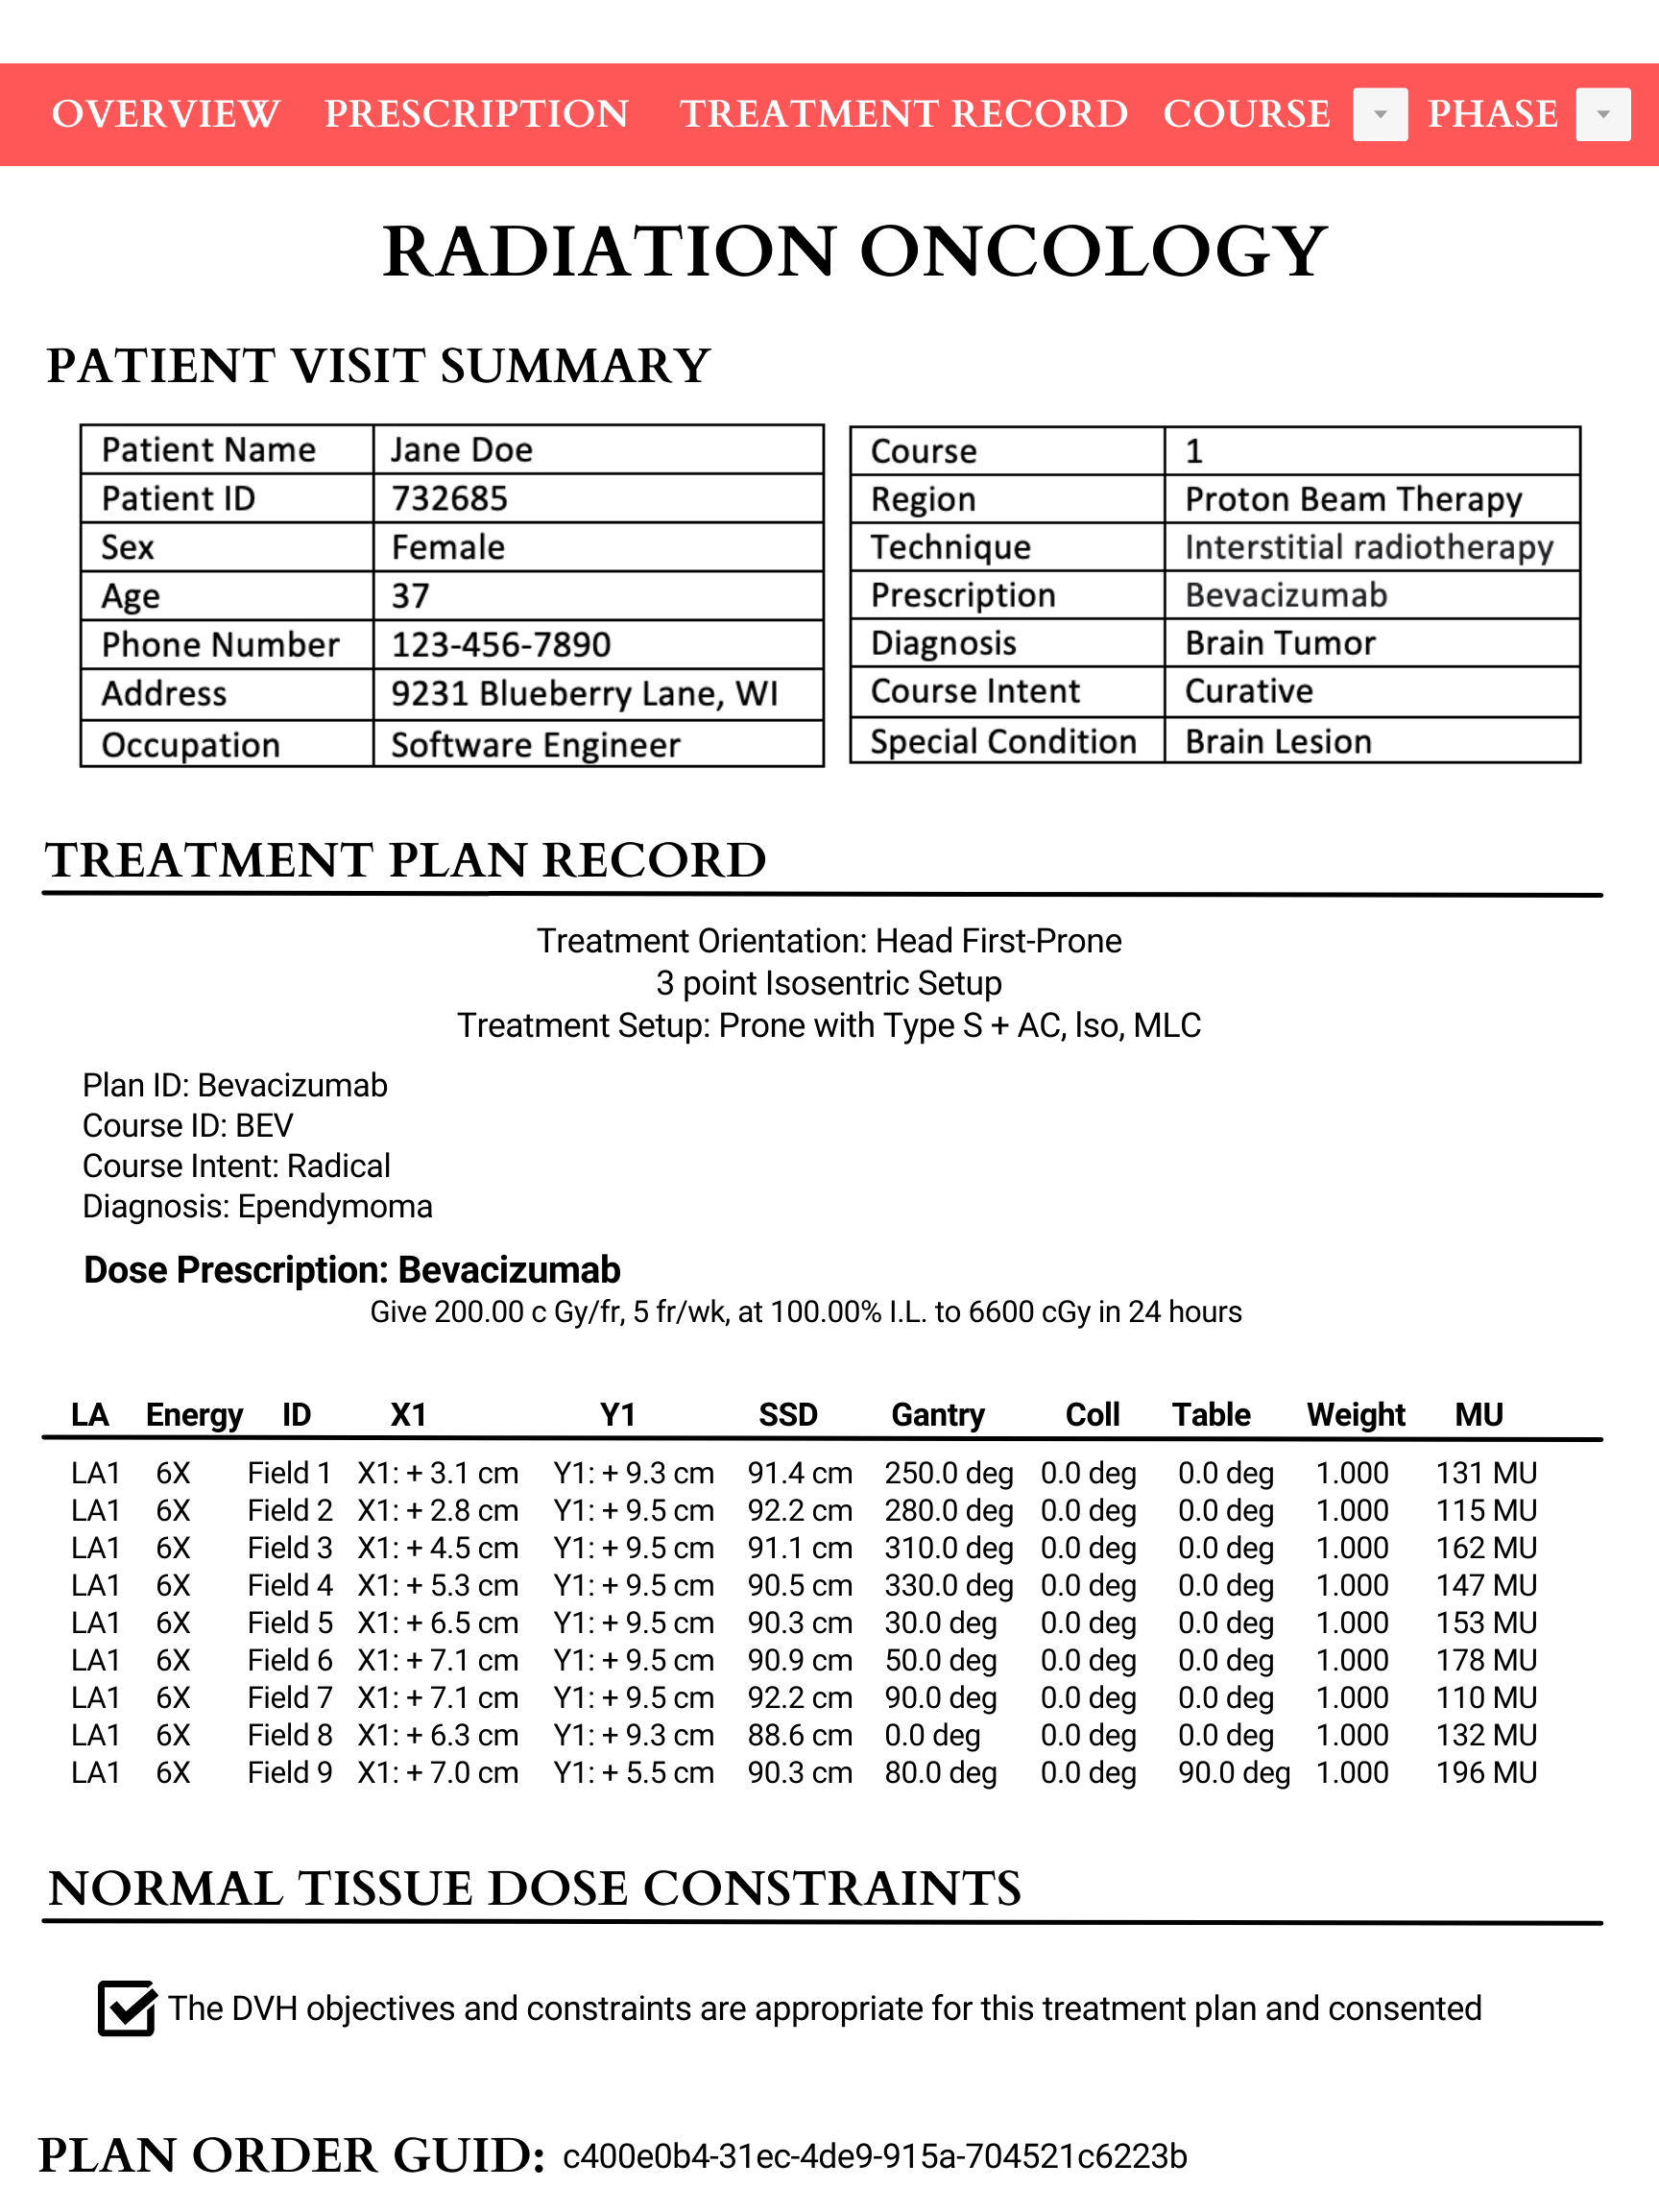 OVERVIEW PRESCRIPTION TREATMENT RECORD COURSE PHASE
RADIATION ONCOLOGY
PATIENT VISIT SUMMARY
Patient Name Jane Doe
Patient ID 732685
Sex Female
Age 37
Phone Number 123-456-7890
Address 9231 Blueberry Lane, WI
Occupation Software Engineer
Course 1
Region Proton Beam Therapy
Technique Interstitial radiotherapy
Prescription Bevacizumab
Diagnosis Brain Tumor
Course Intent Curative
Special Condition Brain Lesion
TREATMENT PLAN RECORD
Treatment Orientation: Head First-Prone
3 point Isosentric Setup
Treatment Setup: Prone with Type S + AC, Iso, MLC
Plan ID: Bevacizumab
Course ID: BEV
Course Intent: Radical
Diagnosis: Ependymoma
Dose Prescription: Bevacizumab
Give 200.00 c Gy/fr, 5 fr/wk, at 100.00% I.L. to 6600 cGy in 24 hours
LA Energy ID X1 Y1 SSD Gantry Coll Table Weight MU
LA1 6X Field 1 X1: + 3.1 cm Y1: + 9.3 cm 91.4 cm 250.0 deg 0.0 deg 0.0 deg 1.000 131 MU
LA1 6X Field 2 X1: + 2.8 cm Y1: + 9.5 cm 92.2 cm 280.0 deg 0.0 deg 0.0 deg 1.000 115 MU
LA1 6X Field 3 X1: + 4.5 cm Y1: + 9.5 cm 91.1 cm 310.0 deg 0.0 deg 0.0 deg 1.000 162 MU
LA1 6X Field 4 X1: + 5.3 cm Y1: + 9.5 cm 90.5 cm 330.0 deg 0.0 deg 0.0 deg 1.000 147 MU
LA1 6X Field 5 X1: + 6.5 cm Y1: + 9.5 cm 90.3 cm 30.0 deg 0.0 deg 0.0 deg 1.000 153 MU
LA1 6X Field 6 X1: + 7.1 cm Y1: + 9.5 cm 90.9 cm 50.0 deg 0.0 deg 0.0 deg 1.000 178 MU
LA1 6X Field 7 X1: + 7.1 cm Y1: + 9.5 cm 92.2 cm 90.0 deg 0.0 deg 0.0 deg 1.000 110 MU
LA1 6X Field 8 X1: + 6.3 cm Y1: + 9.3 cm 88.6 cm 0.0 deg 0.0 deg 0.0 deg 1.000 132 MU
LA1 6X Field 9 X1: + 7.0 cm Y1: + 5.5 cm 90.3 cm 80.0 deg 0.0 deg 90.0 deg 1.000 196 MU
NORMAL TISSUE DOSE CONSTRAINTS
The DVH objectives and constraints are appropriate for this treatment plan and consented
PLAN ORDER GUID: c400e0b4-31ec-4de9-915a-704521c6223b